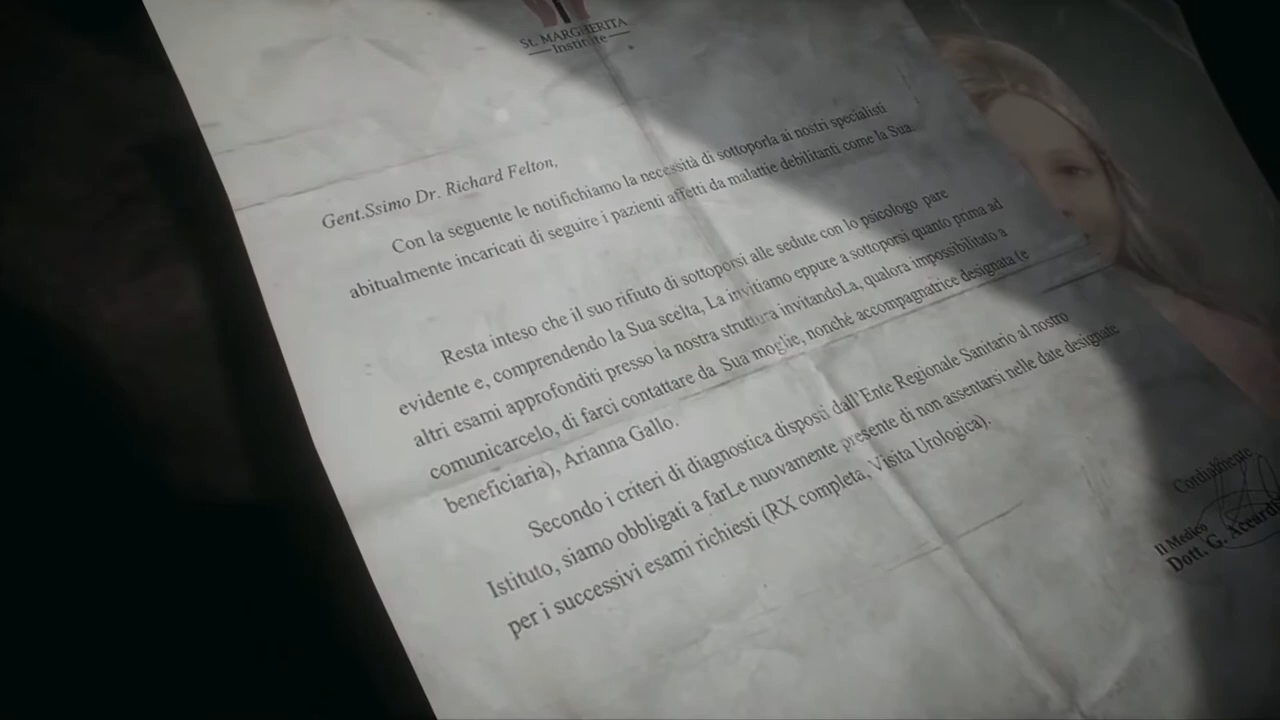 St. MARGHERITA
Institute
Gent.Ssimo Dr. Richard Felton,
Con la seguente le notifichiamo la necessità di sottoporla ai nostri specialisti
abitualmente incaricati di seguire i pazienti affetti da malattie debilitanti come la Sua.
Resta inteso che il suo rifiuto di sottoporsi alle sedute con lo psicologo pare
evidente e, comprendendo la Sua scelta, La invitiamo eppure a sottoporsi quanto prima ad
altri esami approfonditi presso la nostra struttura invitandoLa, qualora impossibilitato a
comunicarcelo, di farci contattare da Sua moglie, nonché accompagnatrice designata (e
beneficiaria), Arianna Gallo.
Secondo i criteri di diagnostica disposti dall'Ente Regionale Sanitario al nostro
Istituto, siamo obbligati a farLe nuovamente presente di non assentarsi nelle date designate
per i successivi esami richiesti (RX completa, Visita Urologica).
Cordialmente
Il Medico
Dott. G. Accardi